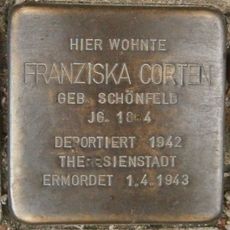 HIER WOHNTE
FRANZISKA CORTEN
GEB. SCHÖNFELD
JG.
DEPORTIERT 1942
THERESIENSTADT
ERMORDET 1.4.1943